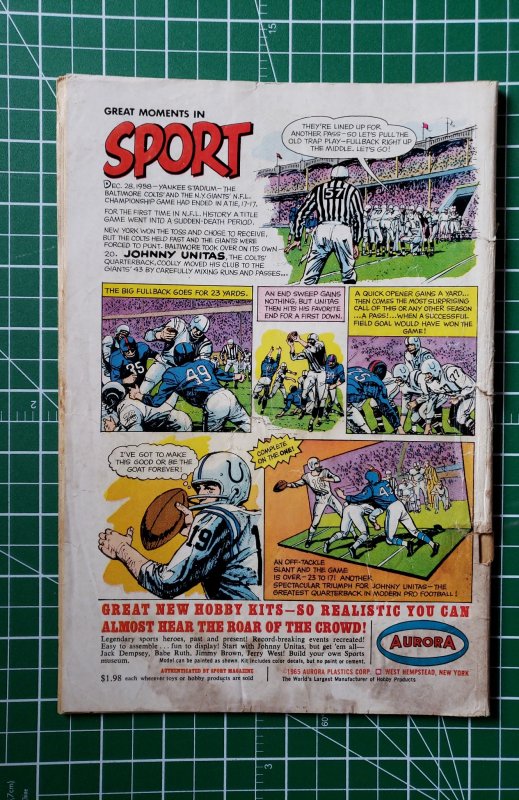 GREAT MOMENTS IN
SPORT
DEC. 28, 1958—YANKEE STADIUM—THE
BALTIMORE COLTS' AND THE N.Y. GIANTS' N.F.L.
CHAMPIONSHIP GAME HAD ENDED IN A TIE, 17-17.
FOR THE FIRST TIME IN N.F.L. HISTORY A TITLE
GAME WENT INTO A SUDDEN-DEATH PERIOD.
NEW YORK WON THE TOSS AND CHOSE TO RECEIVE,
BUT THE COLTS HELD FAST AND THE GIANTS WERE
FORCED TO PUNT. BALTIMORE TOOK OVER ON ITS OWN
20. JOHNNY UNITAS, THE COLTS'
QUARTERBACK, COOLLY MOVED HIS CLUB TO THE
GIANTS' 43 BY CAREFULLY MIXING RUNS AND PASSES...
THEY'RE LINED UP FOR
ANOTHER PASS—SO LET'S PULL THE
OLD TRAP PLAY—FULLBACK RIGHT UP
THE MIDDLE. LET'S GO!
57
THE BIG FULLBACK GOES FOR 23 YARDS.
35
49
AN END SWEEP GAINS
NOTHING, BUT UNITAS
THEN HITS HIS FAVORITE
END FOR A FIRST DOWN.
A QUICK OPENER GAINS A YARD...
THEN COMES THE MOST SURPRISING
CALL OF THIS OR ANY OTHER SEASON
...A PASS!...WHEN A SUCCESSFUL
FIELD GOAL WOULD HAVE WON THE
GAME!
I'VE GOT TO MAKE
THIS GOOD OR BE THE
GOAT FOREVER!
19
COMPLETE
ON THE ONE!
AN OFF-TACKLE
SLANT AND THE GAME
IS OVER—23 TO 17! ANOTHER
SPECTACULAR TRIUMPH FOR JOHNNY UNITAS—THE
GREATEST QUARTERBACK IN MODERN PRO FOOTBALL!
GREAT NEW HOBBY KITS—SO REALISTIC YOU CAN
ALMOST HEAR THE ROAR OF THE CROWD!
Legendary sports heroes, past and present! Record-breaking events recreated!
Easy to assemble...fun to display! Start with Johnny Unitas, but get 'em all—
Jack Dempsey, Babe Ruth, Jimmy Brown, Jerry West! Build your own Sports
museum. Model can be painted as shown. Kit includes color decals, but no paint or cement.
AUTHENTICATED BY SPORT MAGAZINE
$1.98 each wherever toys or hobby products are sold
AURORA
©1965 AURORA PLASTICS CORP. WEST HEMPSTEAD, NEW YORK
The World's Largest Manufacturer of Hobby Products
15
2
3